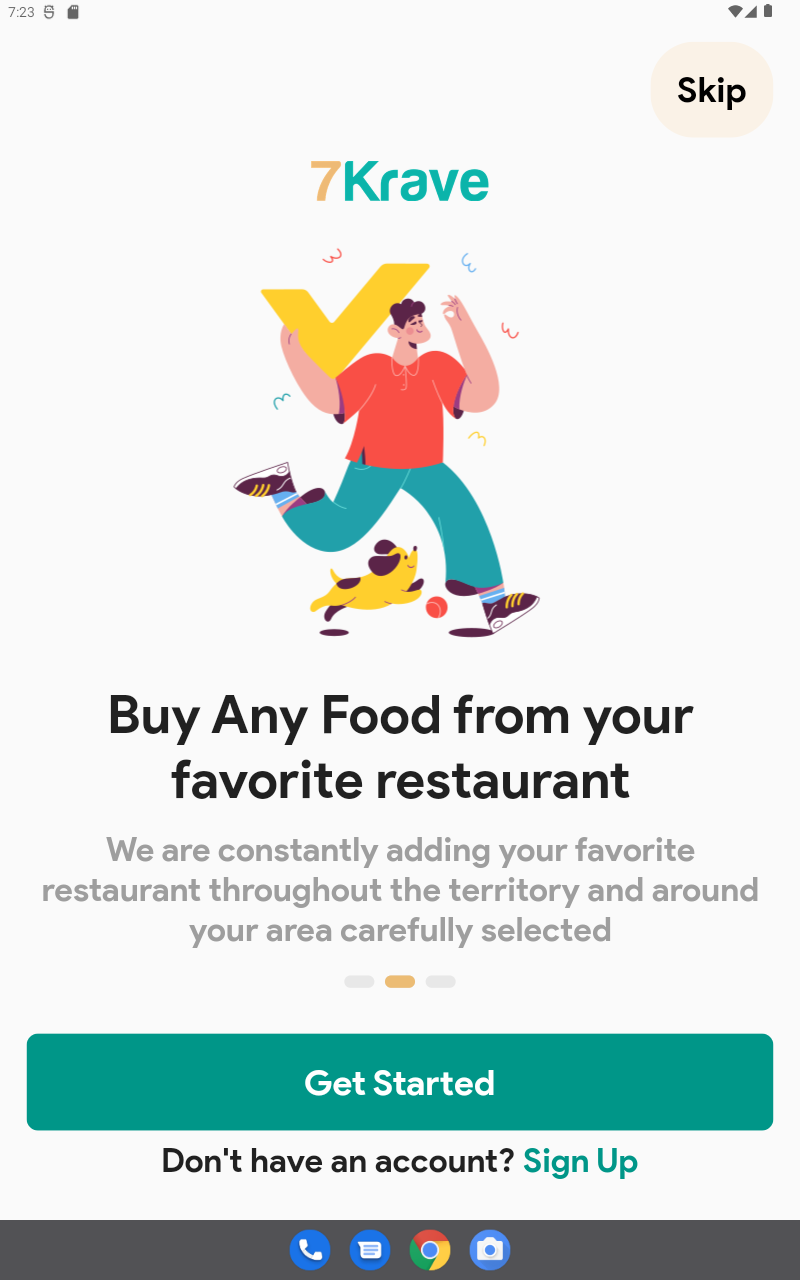 7:23
Skip
7Krave
Buy Any Food from your
favorite restaurant
We are constantly adding your favorite
restaurant throughout the territory and around
your area carefully selected
Get Started
Don't have an account? Sign Up